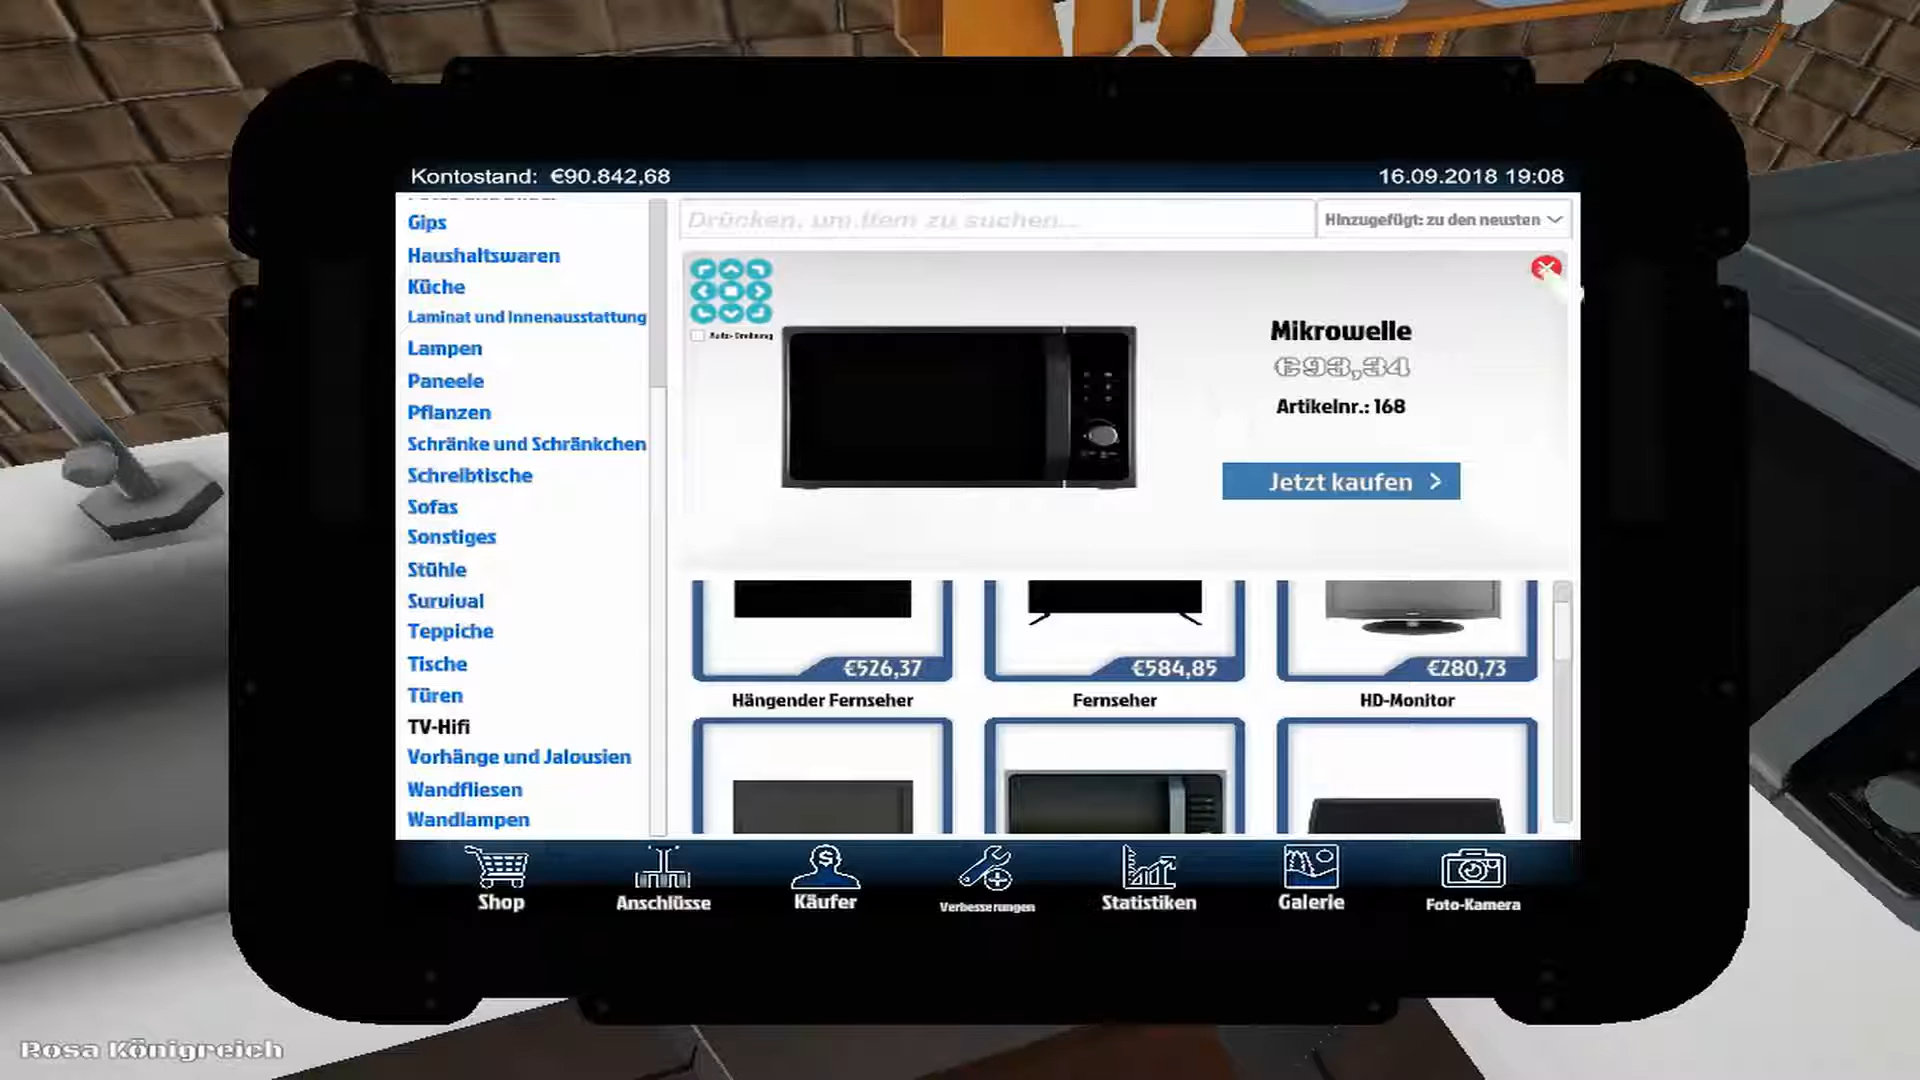 Kontostand: €90.842,68
16.09.2018 19:08
Gips
Haushaltswaren
Küche
Laminat und Innenausstattung
Lampen
Paneele
Pflanzen
Schränke und Schränkchen
Schreibtische
Sofas
Sonstiges
Stühle
Survival
Teppiche
Tische
Türen
TV-Hifi
Vorhänge und Jalousien
Wandfliesen
Wandlampen
Drücken, um Item zu suchen...
Hinzugefügt: zu den neusten
Auto-Drehung
Mikrowelle
€93,34
Artikelnr.: 168
Jetzt kaufen
€526,37
€584,85
€280,73
Hängender Fernseher
Fernseher
HD-Monitor
Shop
Anschlüsse
Käufer
Verbesserungen
Statistiken
Galerie
Foto-Kamera
Rosa Königreich